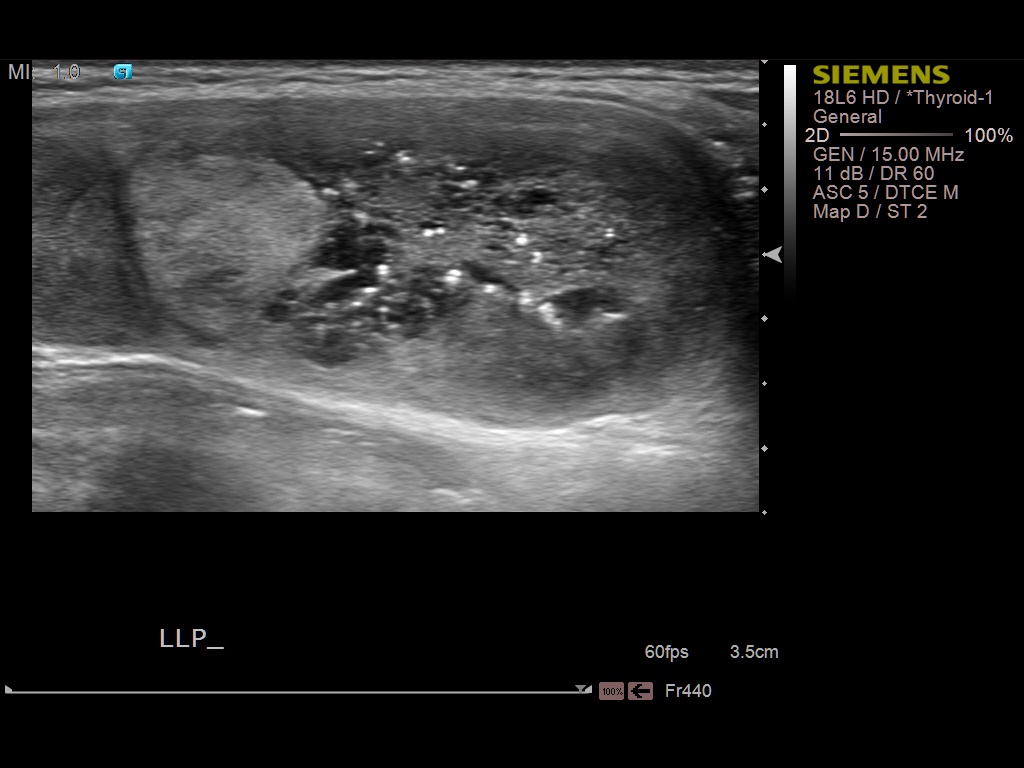 MI: 1.0
SIEMENS
18L6 HD / *Thyroid-1
General
2D 100%
GEN / 15.00 MHz
11 dB / DR 60
ASC 5 / DTCE M
Map D / ST 2
LLP_
60fps 3.5cm
100% Fr440